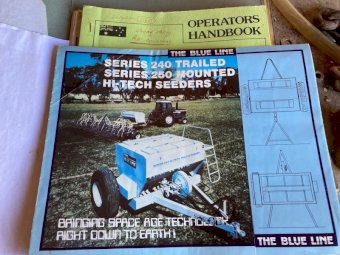 OPERATORS
HANDBOOK
THE BLUE LINE
SERIES 240 TRAILED
SERIES 250 MOUNTED
HI-TECH SEEDERS
BRINGING SPACE AGE TECHNOLOGY
RIGHT DOWN TO EARTH!
THE BLUE LINE